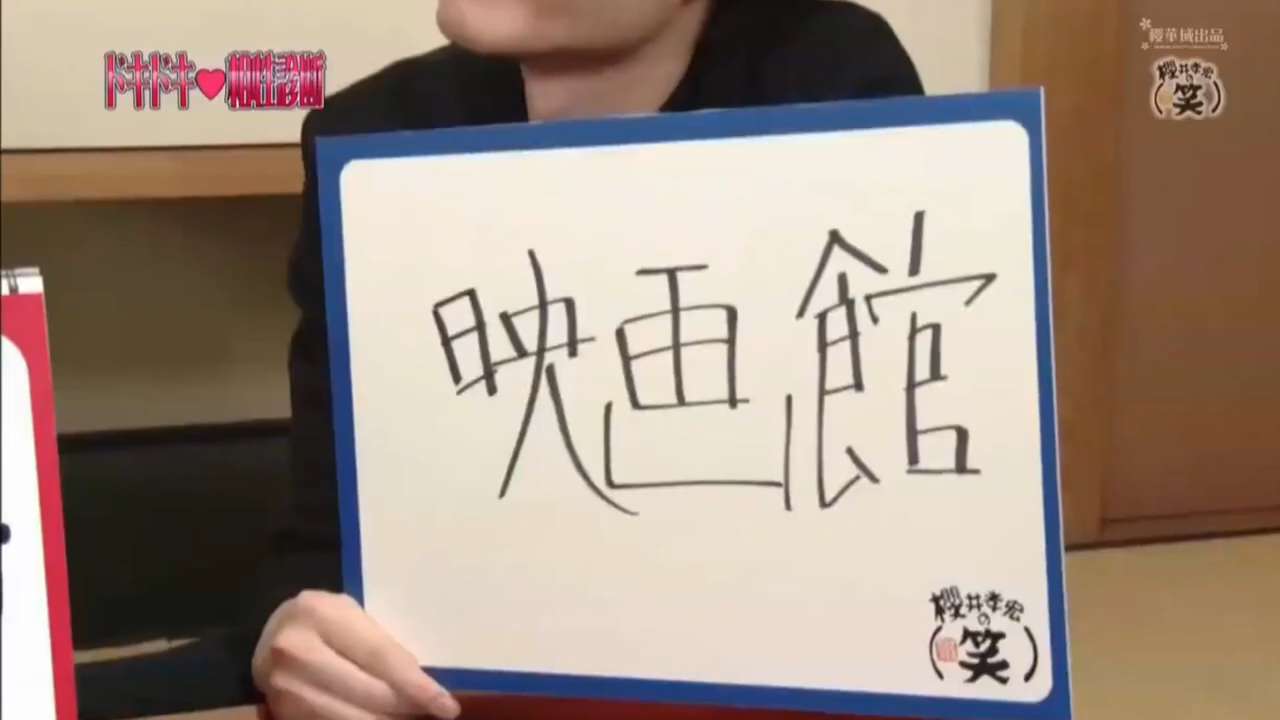 ドキドキ♥相性診断
櫻華域出品
櫻井孝宏
の
(笑)
映画館
櫻井孝宏
の
(笑)